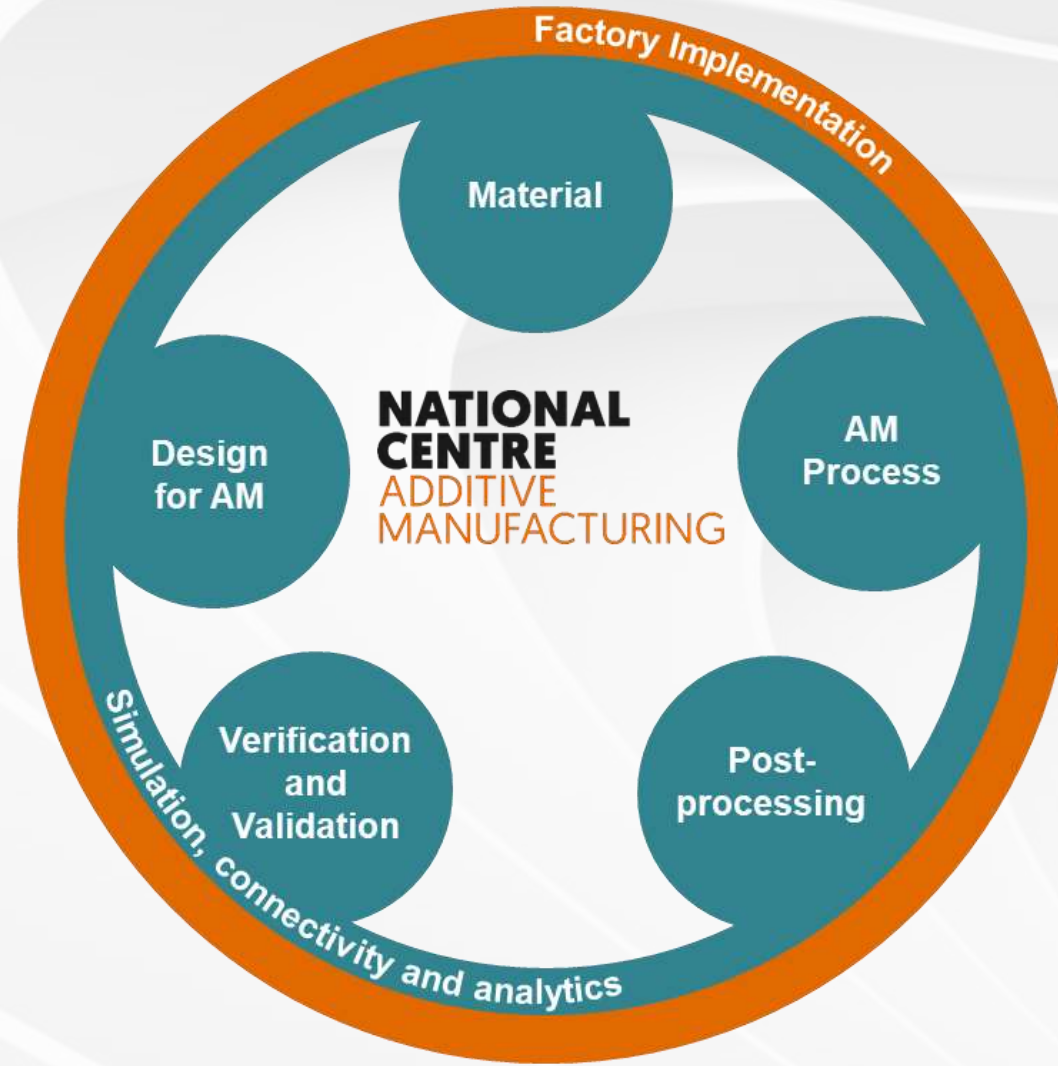 Factory Implementation
Material
AM
Process
Post-
processing
Verification
and
Validation
Design
for AM
NATIONAL
CENTRE
ADDITIVE
MANUFACTURING
Simulation, connectivity and analytics